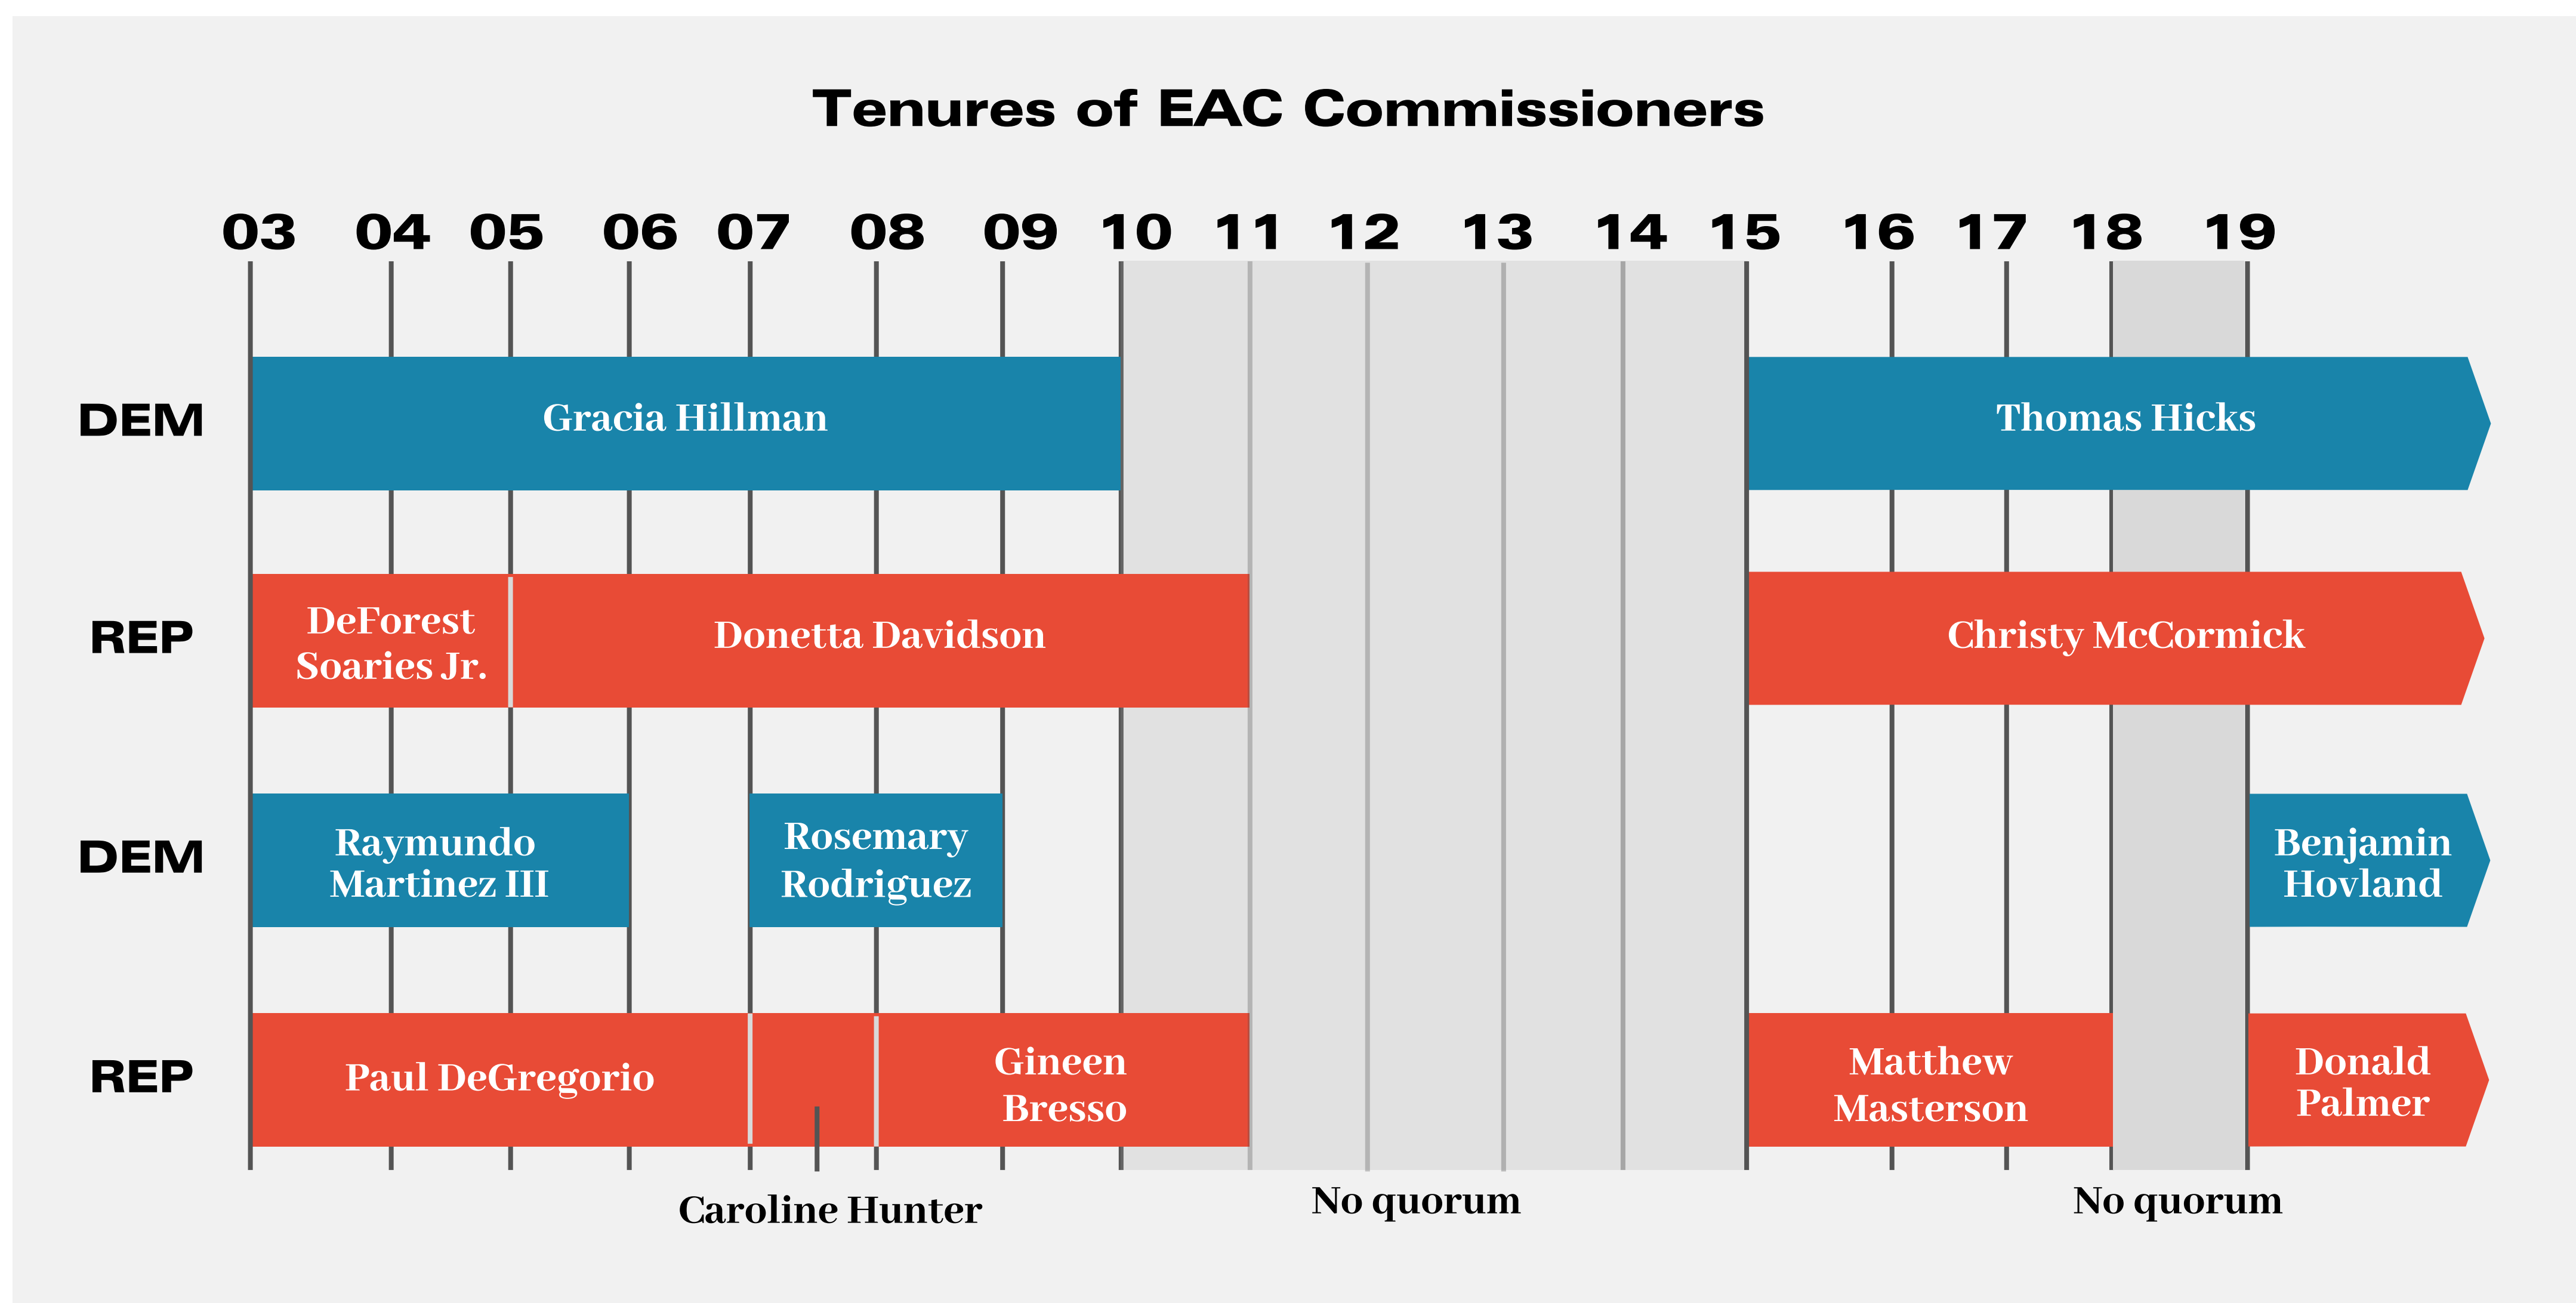 Tenures of EAC Commissioners
03 04 05 06 07 08 09 10 11 12 13 14 15 16 17 18 19
DEM
Gracia Hillman
Thomas Hicks
REP
DeForest
Soaries Jr.
Donetta Davidson
Christy McCormick
DEM
Raymundo
Martinez III
Rosemary
Rodriguez
Benjamin
Hovland
REP
Paul DeGregorio
Gineen
Bresso
Matthew
Masterson
Donald
Palmer
Caroline Hunter
No quorum
No quorum